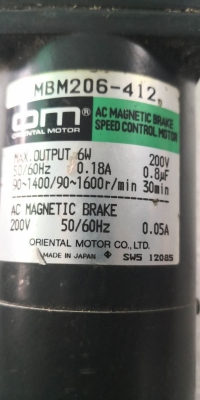 MBM206-412
OM® AC MAGNETIC BRAKE
ORIENTAL MOTOR SPEED CONTROL MOTOR
MAX. OUTPUT 6W 200V
50/60Hz 0.18A 0.8μF
90~1400/90~1600r/min 30min
AC MAGNETIC BRAKE
200V 50/60Hz 0.05A
ORIENTAL MOTOR CO., LTD.
MADE IN JAPAN SWS 12085